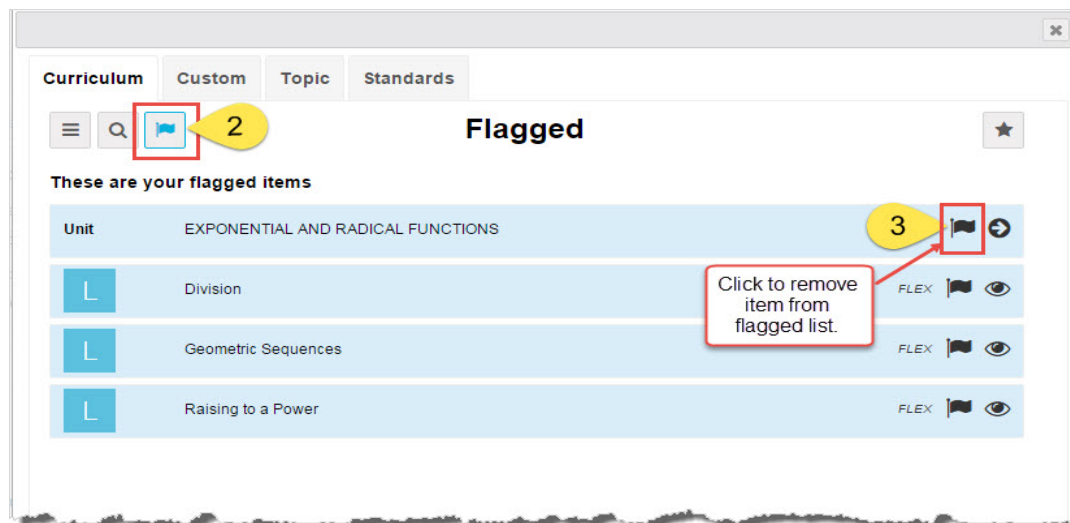 Curriculum Custom Topic Standards
2 Flagged
These are your flagged items
Unit EXPONENTIAL AND RADICAL FUNCTIONS 3
L Division FLEX
Click to remove
item from
flagged list.
L Geometric Sequences FLEX
L Raising to a Power FLEX